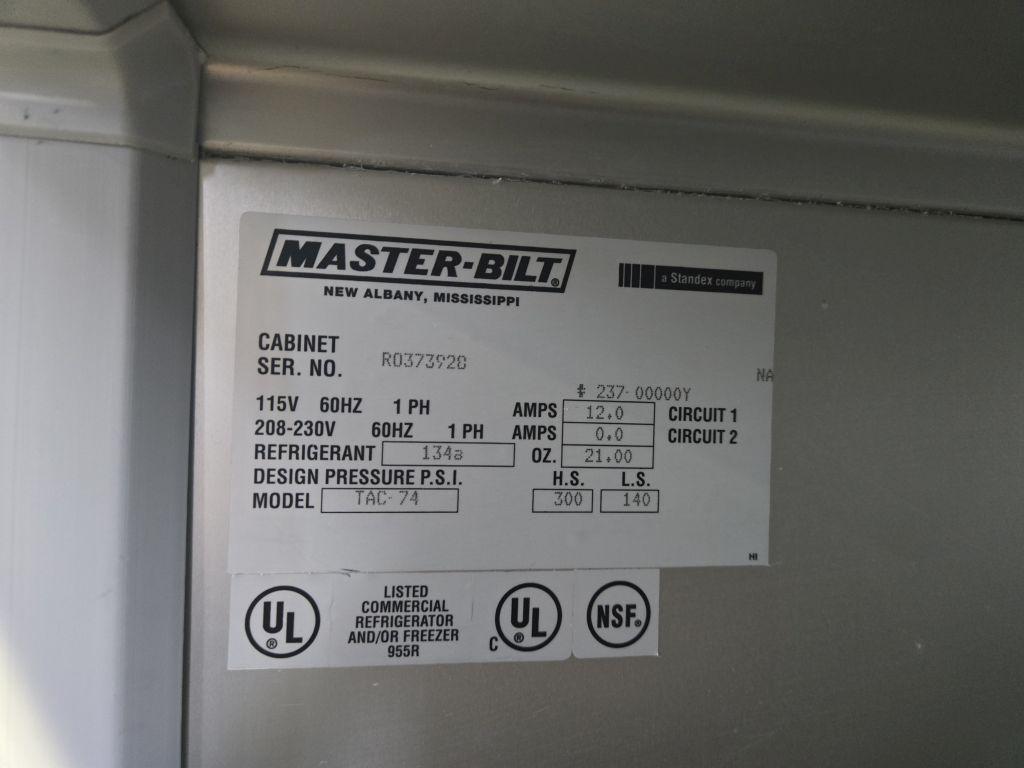 MASTER-BILT®
NEW ALBANY, MISSISSIPPI
a Standex company
CABINET
SER. NO. R0373928
NA
# 237-00000Y
115V 60HZ 1 PH AMPS 12.0 CIRCUIT 1
208-230V 60HZ 1 PH AMPS 0.0 CIRCUIT 2
REFRIGERANT 134a OZ. 21.00
DESIGN PRESSURE P.S.I. H.S. L.S.
MODEL TAC-74 300 140
HI
UL®
LISTED
COMMERCIAL
REFRIGERATOR
AND/OR FREEZER
955R
C UL®
NSF®